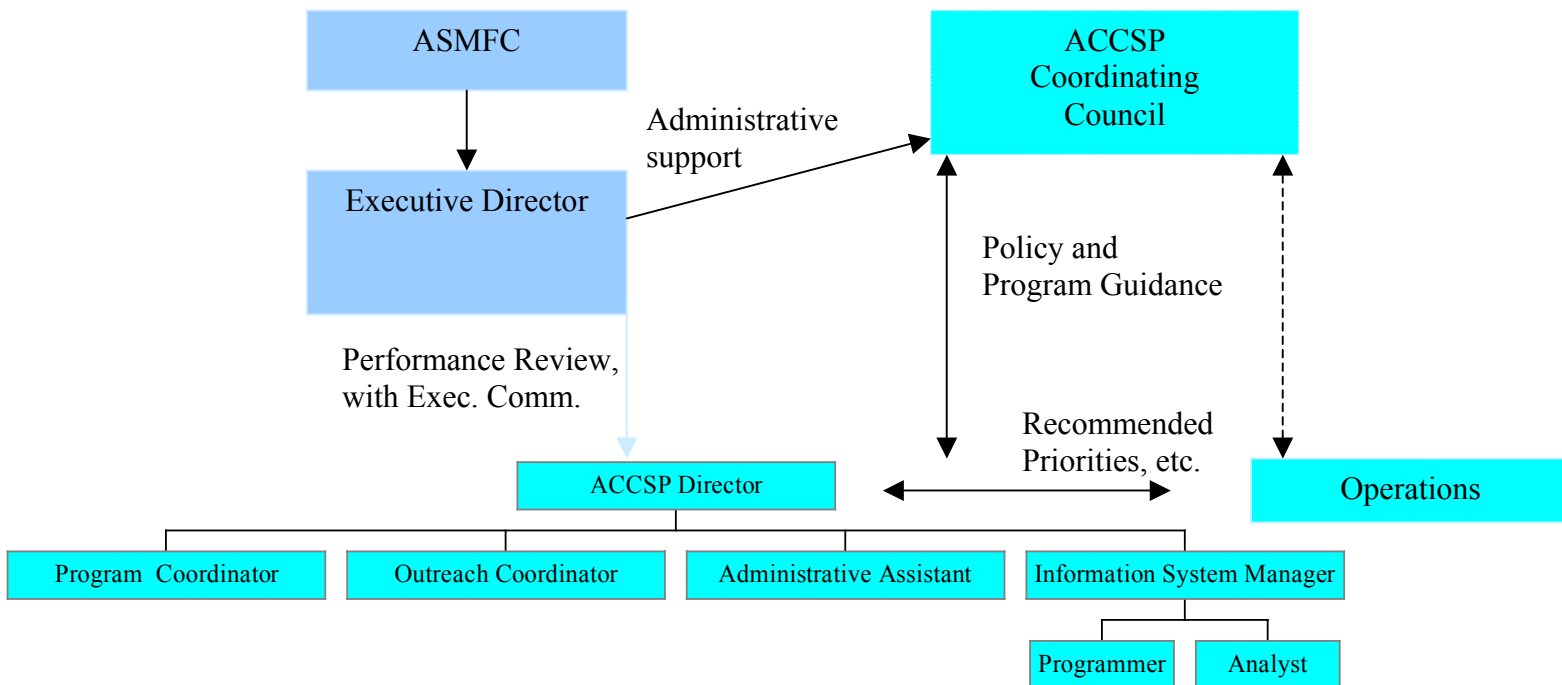 ASMFC
ACCSP
Coordinating
Council
Administrative
support
Executive Director
Policy and
Program Guidance
Performance Review,
with Exec. Comm.
Recommended
Priorities, etc.
ACCSP Director
Operations
Program Coordinator
Outreach Coordinator
Administrative Assistant
Information System Manager
Programmer
Analyst